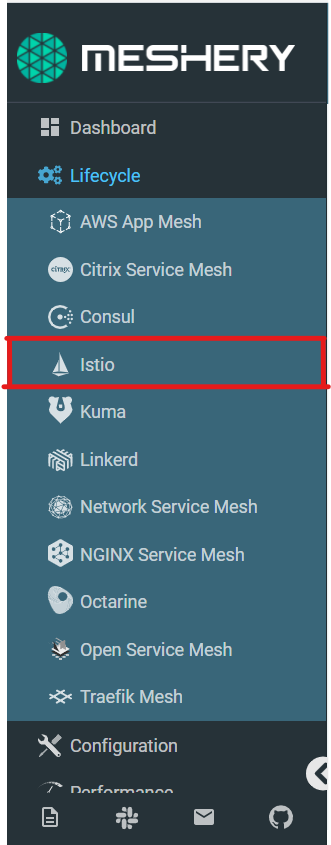 MESHERY
Dashboard
Lifecycle
AWS App Mesh
CITRIX Citrix Service Mesh
Consul
Istio
Kuma
Linkerd
Network Service Mesh
NGINX Service Mesh
Octarine
Open Service Mesh
Traefik Mesh
Configuration
Performance